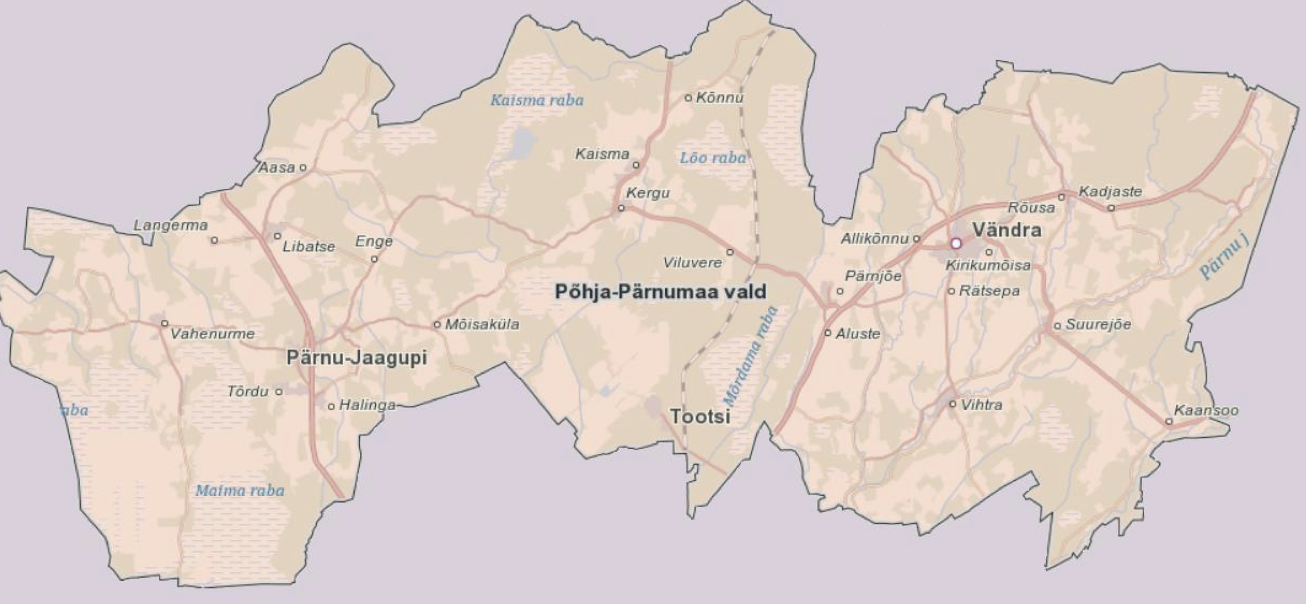 Kaisma raba
Kõnnu
Kaisma
Lõo raba
Aasa
Kergu
Kadjaste
Rõusa
Langerma
Libatse
Enge
Allikõnnu
Vändra
Viluvere
Kirikumõisa
Pärnu j
Pärnjõe
Põhja-Pärnumaa vald
Rätsepa
Vahenurme
Mõisaküla
Aluste
Suurejõe
Pärnu-Jaagupi
Mõrdama raba
Tõrdu
Halinga
aba
Tootsi
Vihtra
Kaansoo
Maima raba